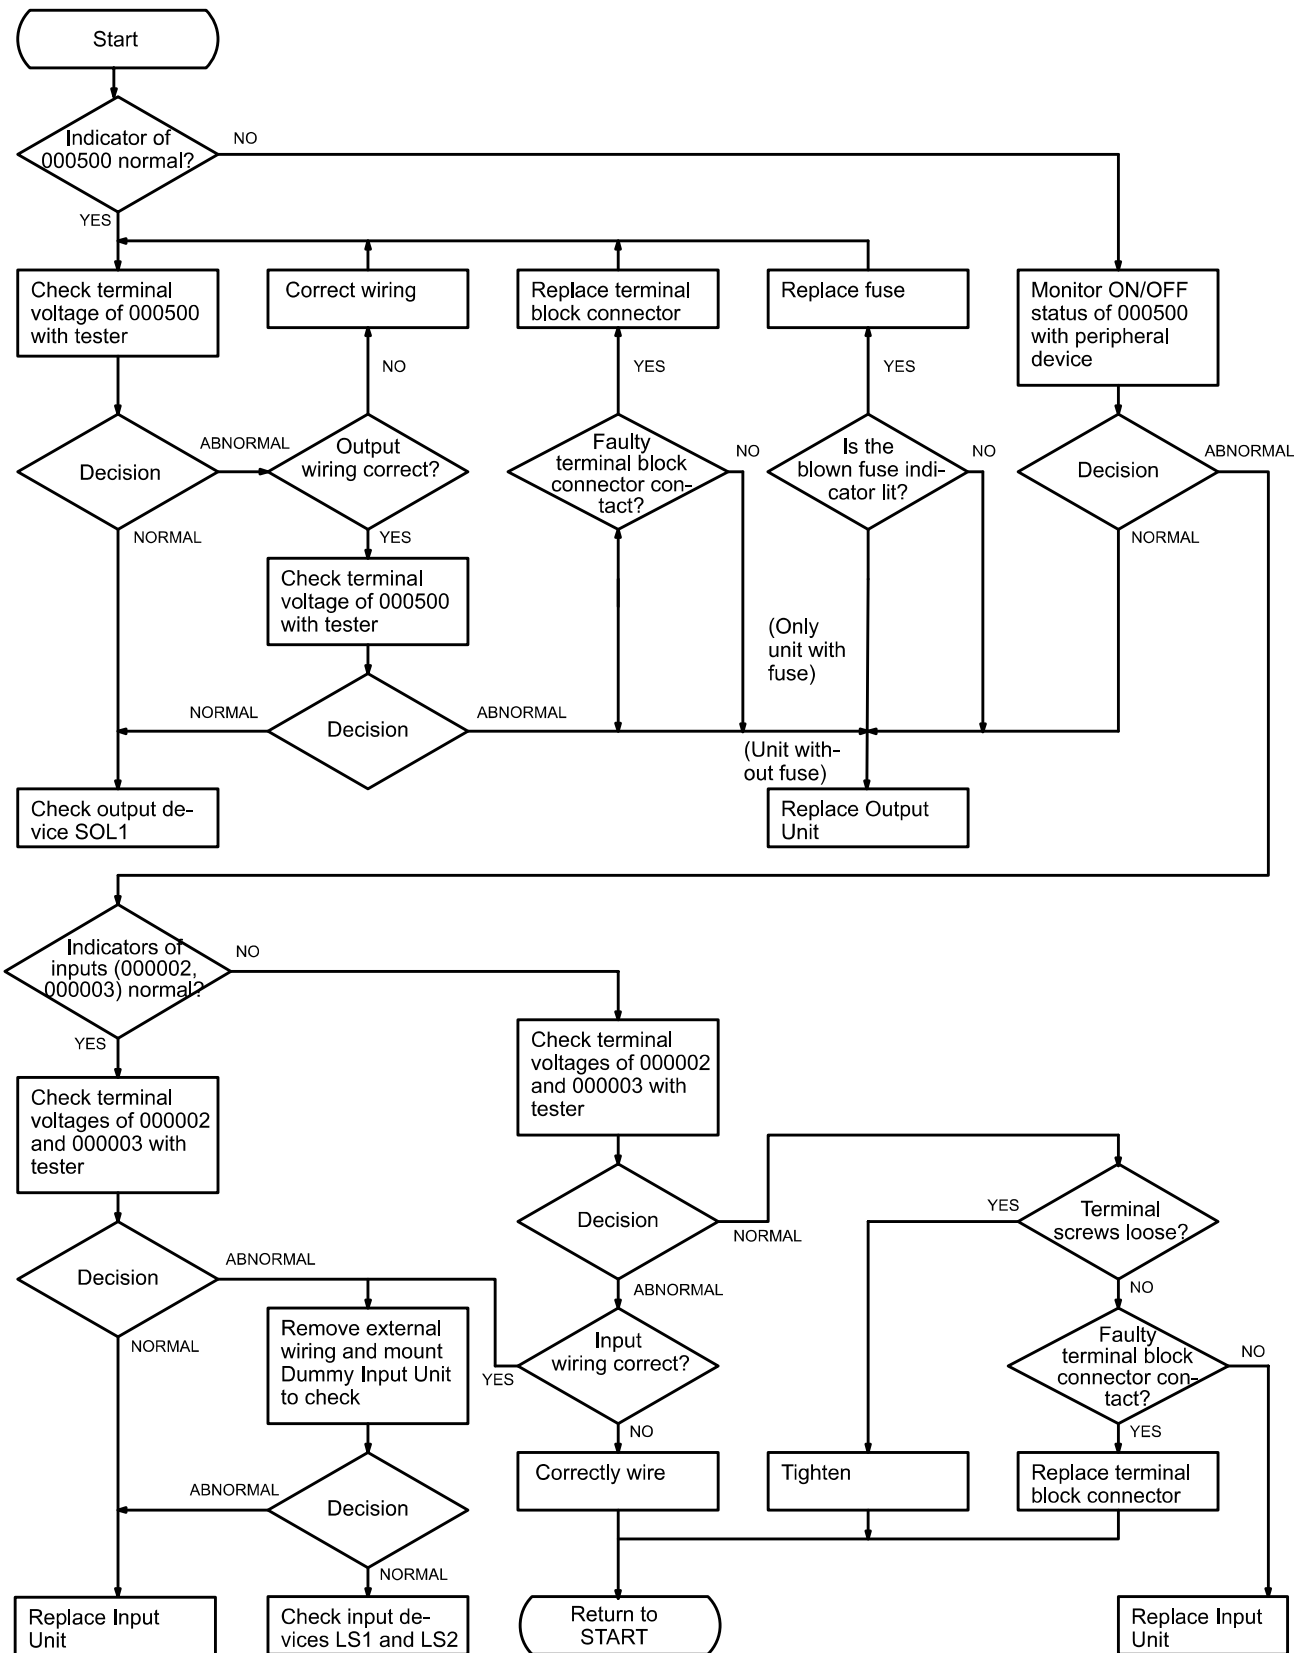 Start
Indicator of
000500 normal?
NO
YES
Check terminal
voltage of 000500
with tester
Correct wiring
Replace terminal
block connector
Replace fuse
Monitor ON/OFF
status of 000500
with peripheral
device
NO
YES
YES
Decision
ABNORMAL
Output
wiring correct?
Faulty
terminal block
connector con-
tact?
NO
Is the
blown fuse indi-
cator lit?
NO
Decision
ABNORMAL
NORMAL
YES
NORMAL
Check terminal
voltage of 000500
with tester
(Only
unit with
fuse)
NORMAL
Decision
ABNORMAL
(Unit with-
out fuse)
Check output de-
vice SOL1
Replace Output
Unit
Indicators of
inputs (000002,
000003) normal?
NO
YES
Check terminal
voltages of 000002
and 000003 with
tester
Check terminal
voltages of 000002
and 000003 with
tester
Decision
NORMAL
YES
Terminal
screws loose?
Decision
ABNORMAL
ABNORMAL
NO
NORMAL
Remove external
wiring and mount
Dummy Input Unit
to check
YES
Input
wiring correct?
Faulty
terminal block
connector con-
tact?
NO
NO
YES
Correctly wire
Tighten
Replace terminal
block connector
ABNORMAL
Decision
NORMAL
Replace Input
Unit
Check input de-
vices LS1 and LS2
Return to
START
Replace Input
Unit